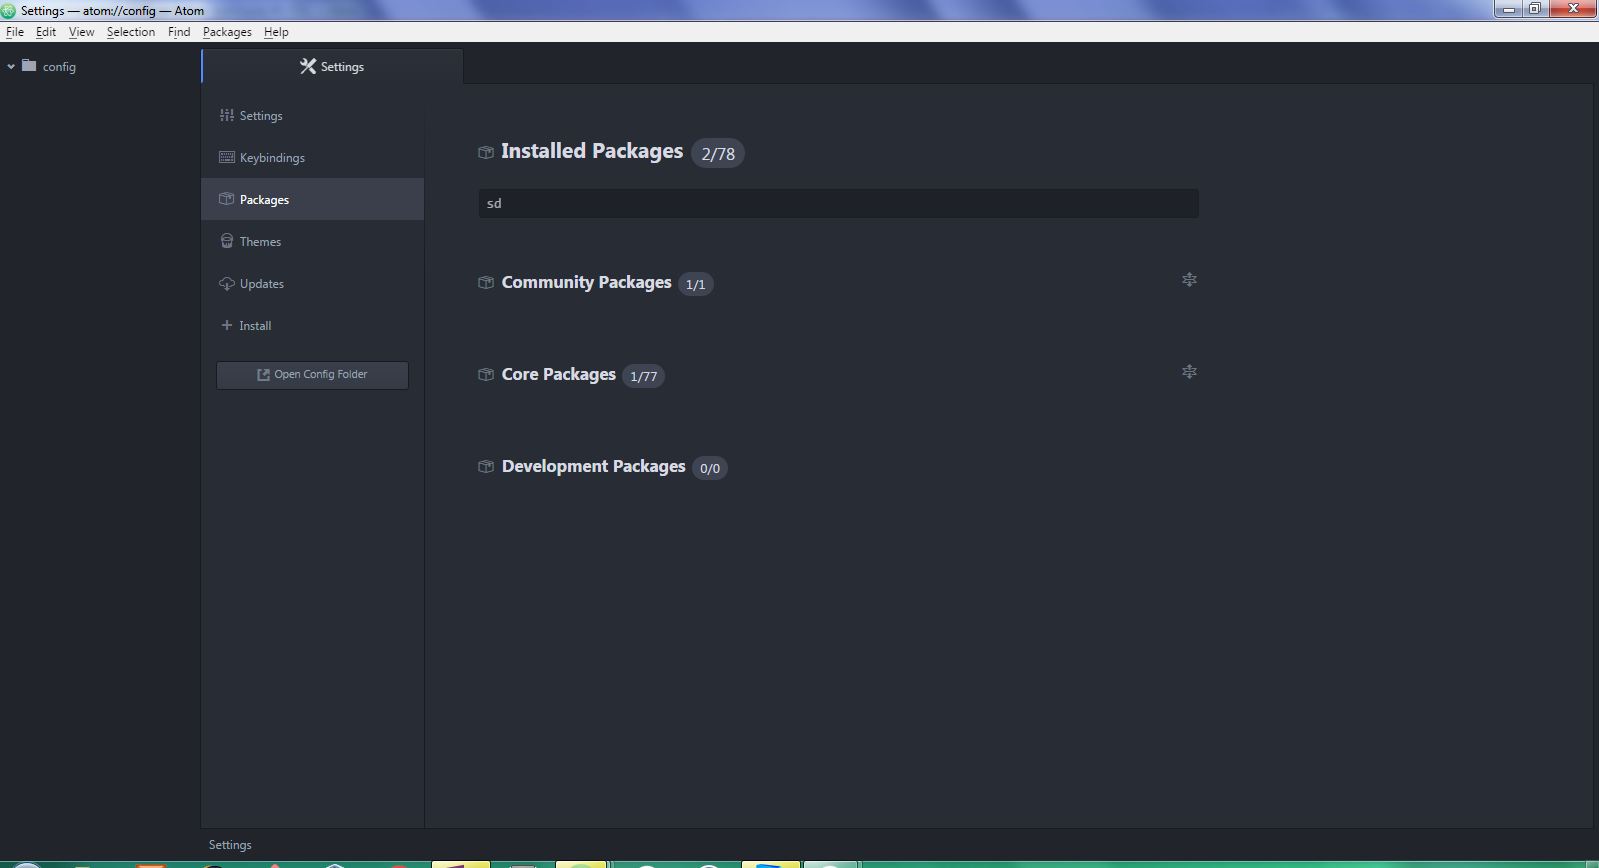 Settings — atom://config — Atom
File Edit View Selection Find Packages Help
config
Settings
Settings
Keybindings
Packages
Themes
Updates
Install
Open Config Folder
Installed Packages 2/78
sd
Community Packages 1/1
Core Packages 1/77
Development Packages 0/0
Settings